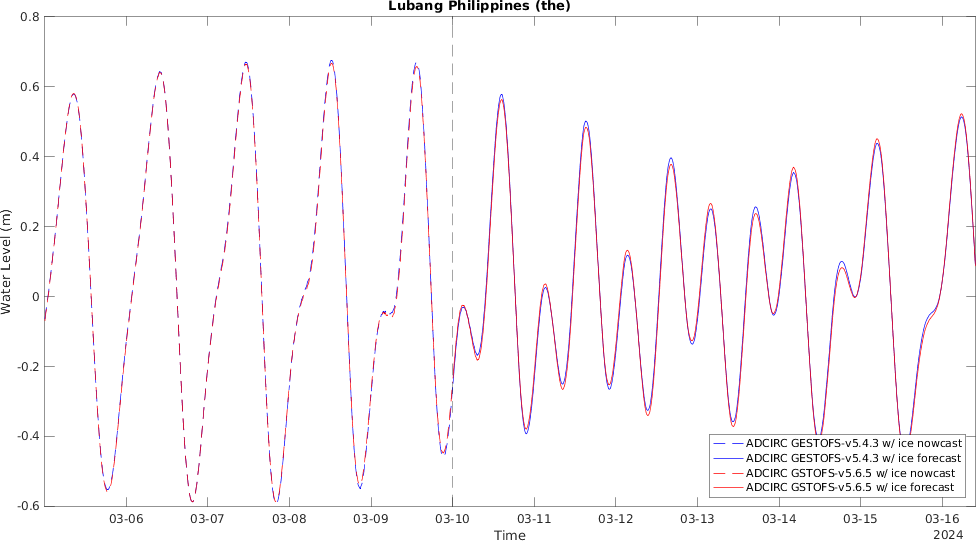 Lubang Philippines (the)
0.8
0.6
0.4
0.2
0
-0.2
-0.4
-0.6
Water Level (m)
ADCIRC GESTOFS-v5.4.3 w/ ice nowcast
ADCIRC GESTOFS-v5.4.3 w/ ice forecast
ADCIRC GSTOFS-v5.6.5 w/ ice nowcast
ADCIRC GSTOFS-v5.6.5 w/ ice forecast
03-06 03-07 03-08 03-09 03-10 03-11 03-12 03-13 03-14 03-15 03-16
Time
2024